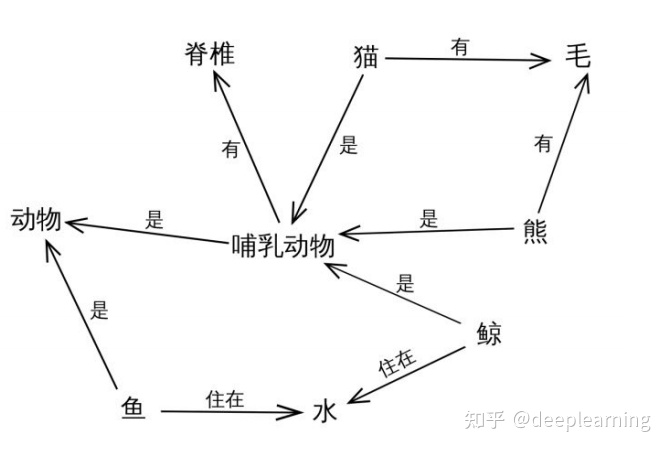 脊椎
猫
有
毛
有
是
有
动物
是
哺乳动物
是
熊
是
是
鲸
住在
鱼
住在
水
知乎 @deeplearning